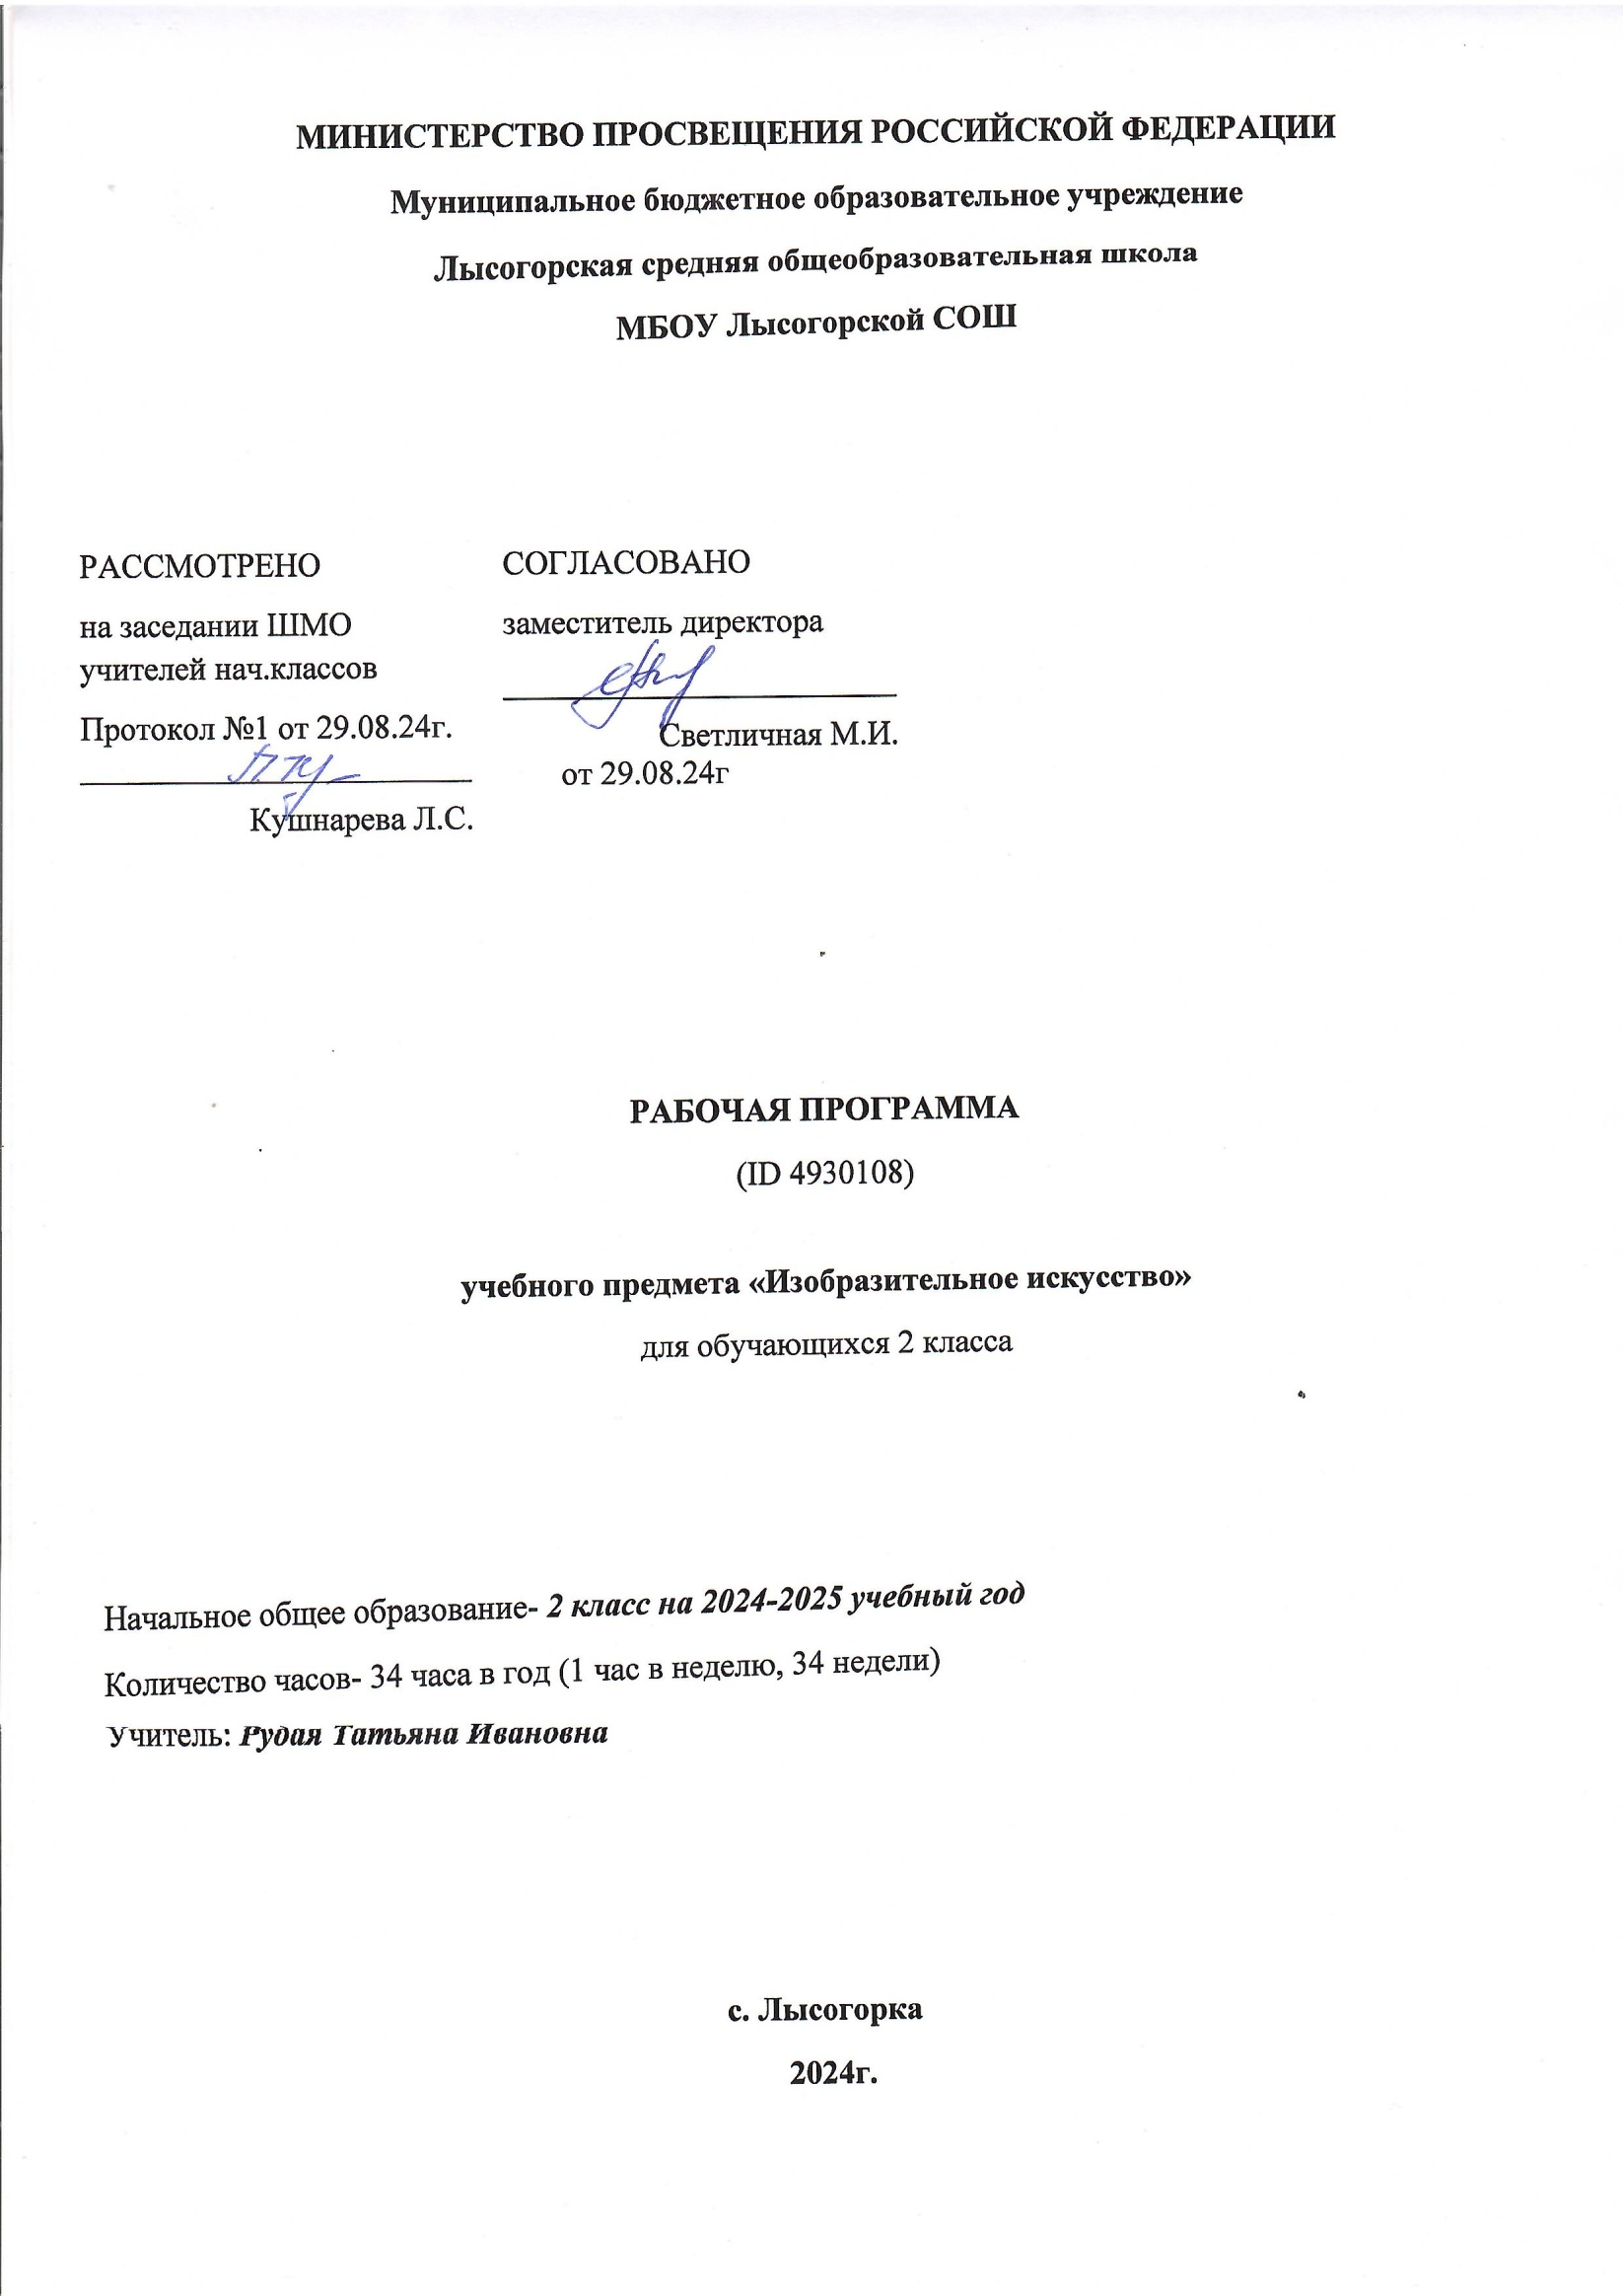 МИНИСТЕРСТВО ПРОСВЕЩЕНИЯ РОССИЙСКОЙ ФЕДЕРАЦИИ
Муниципальное бюджетное образовательное учреждение
Лысогорская средняя общеобразовательная школа
МБОУ Лысогорской СОШ
РАССМОТРЕНО
на заседании ШМО
учителей нач.классов
Протокол №1 от 29.08.24г.
Кушнарева Л.С.
СОГЛАСОВАНО
заместитель директора
Светличная М.И.
от 29.08.24г
РАБОЧАЯ ПРОГРАММА
(ID 4930108)
учебного предмета «Изобразительное искусство»
для обучающихся 2 класса
Начальное общее образование- 2 класс на 2024-2025 учебный год
Количество часов- 34 часа в год (1 час в неделю, 34 недели)
Учитель: Рудая Татьяна Ивановна
с. Лысогорка
2024г.